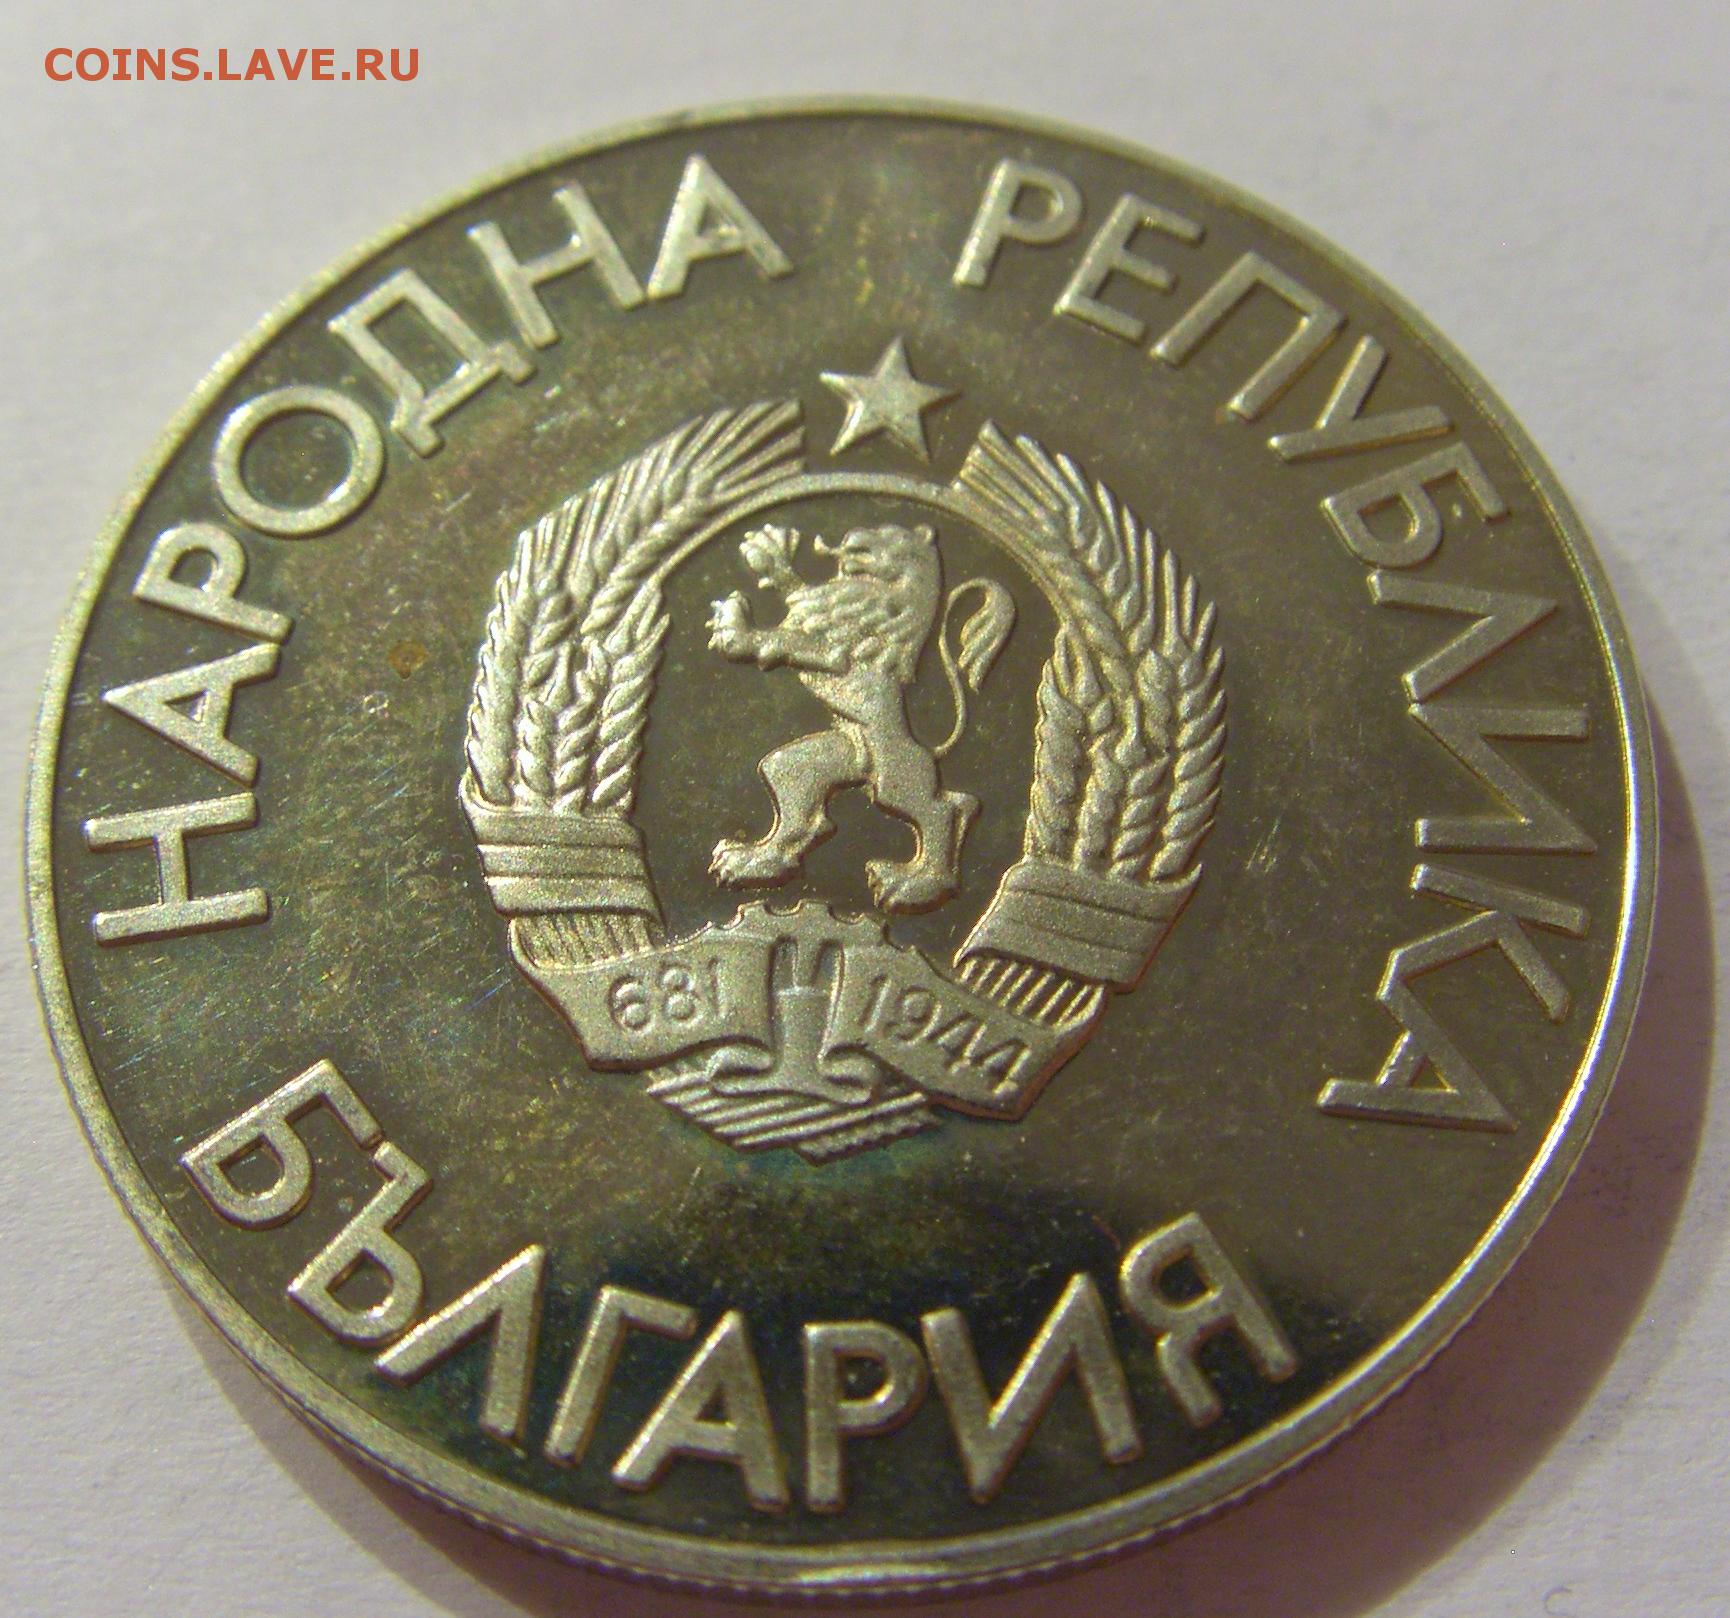 COINS.LAVE.RU
НАРОДНА РЕПУБЛИКА
БЪЛГАРИЯ
681 1944